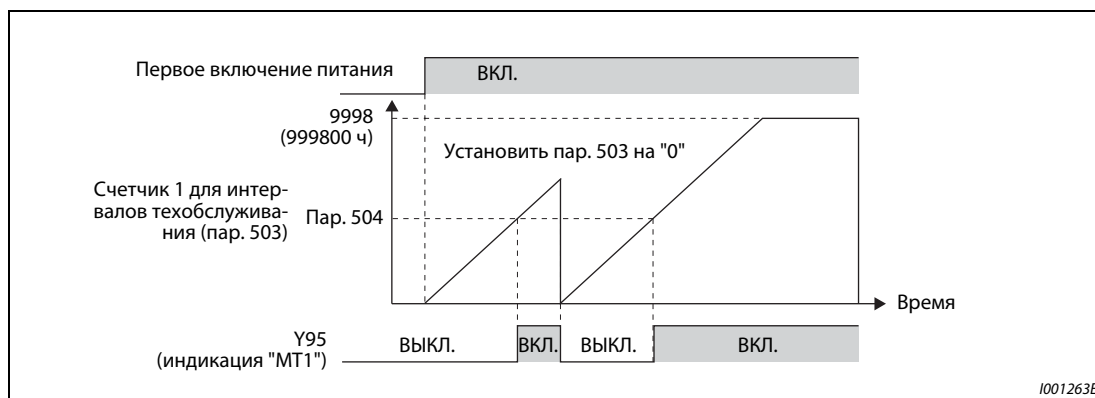 Первое включение питания
ВКЛ.
9998
(999800 ч)
Установить пар. 503 на "0"
Счетчик 1 для интер-
валов техобслужива-
ния (пар. 503)
Пар. 504
Время
Y95
(индикация "MT1")
ВЫКЛ.
ВКЛ.
ВЫКЛ.
ВКЛ.
I001263E